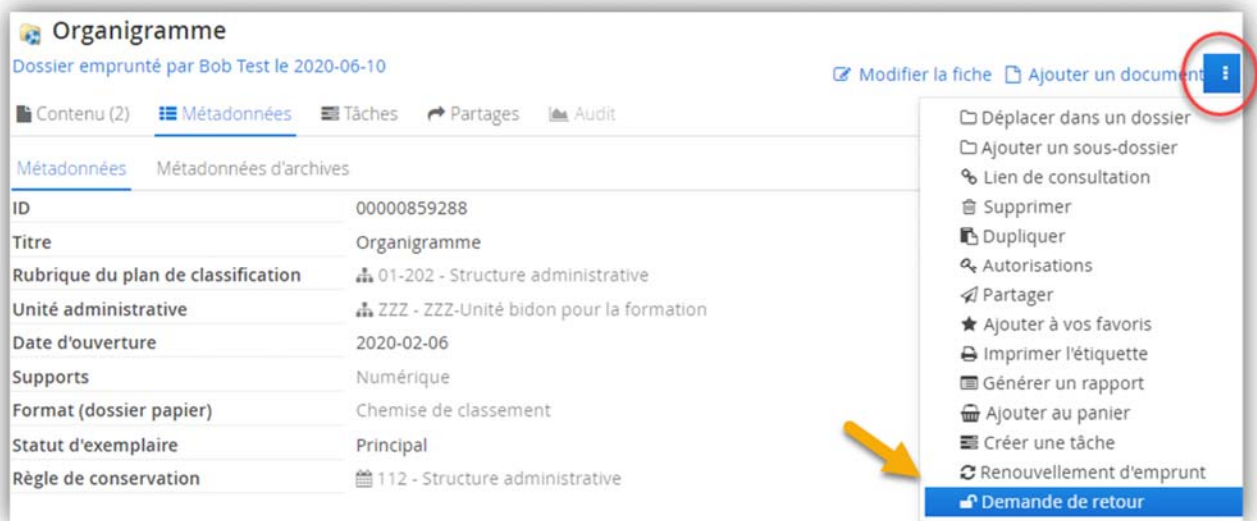 Organigramme
Dossier emprunté par Bob Test le 2020-06-10
Modifier la fiche Ajouter un document
Contenu (2) Métadonnées Tâches Partages Audit
Métadonnées Métadonnées d'archives
ID 00000859288
Titre Organigramme
Rubrique du plan de classification 01-202 - Structure administrative
Unité administrative ZZZ - ZZZ-Unité bidon pour la formation
Date d'ouverture 2020-02-06
Supports Numérique
Format (dossier papier) Chemise de classement
Statut d'exemplaire Principal
Règle de conservation 112 - Structure administrative
Déplacer dans un dossier
Ajouter un sous-dossier
Lien de consultation
Supprimer
Dupliquer
Autorisations
Partager
Ajouter à vos favoris
Imprimer l'étiquette
Générer un rapport
Ajouter au panier
Créer une tâche
Renouvellement d'emprunt
Demande de retour